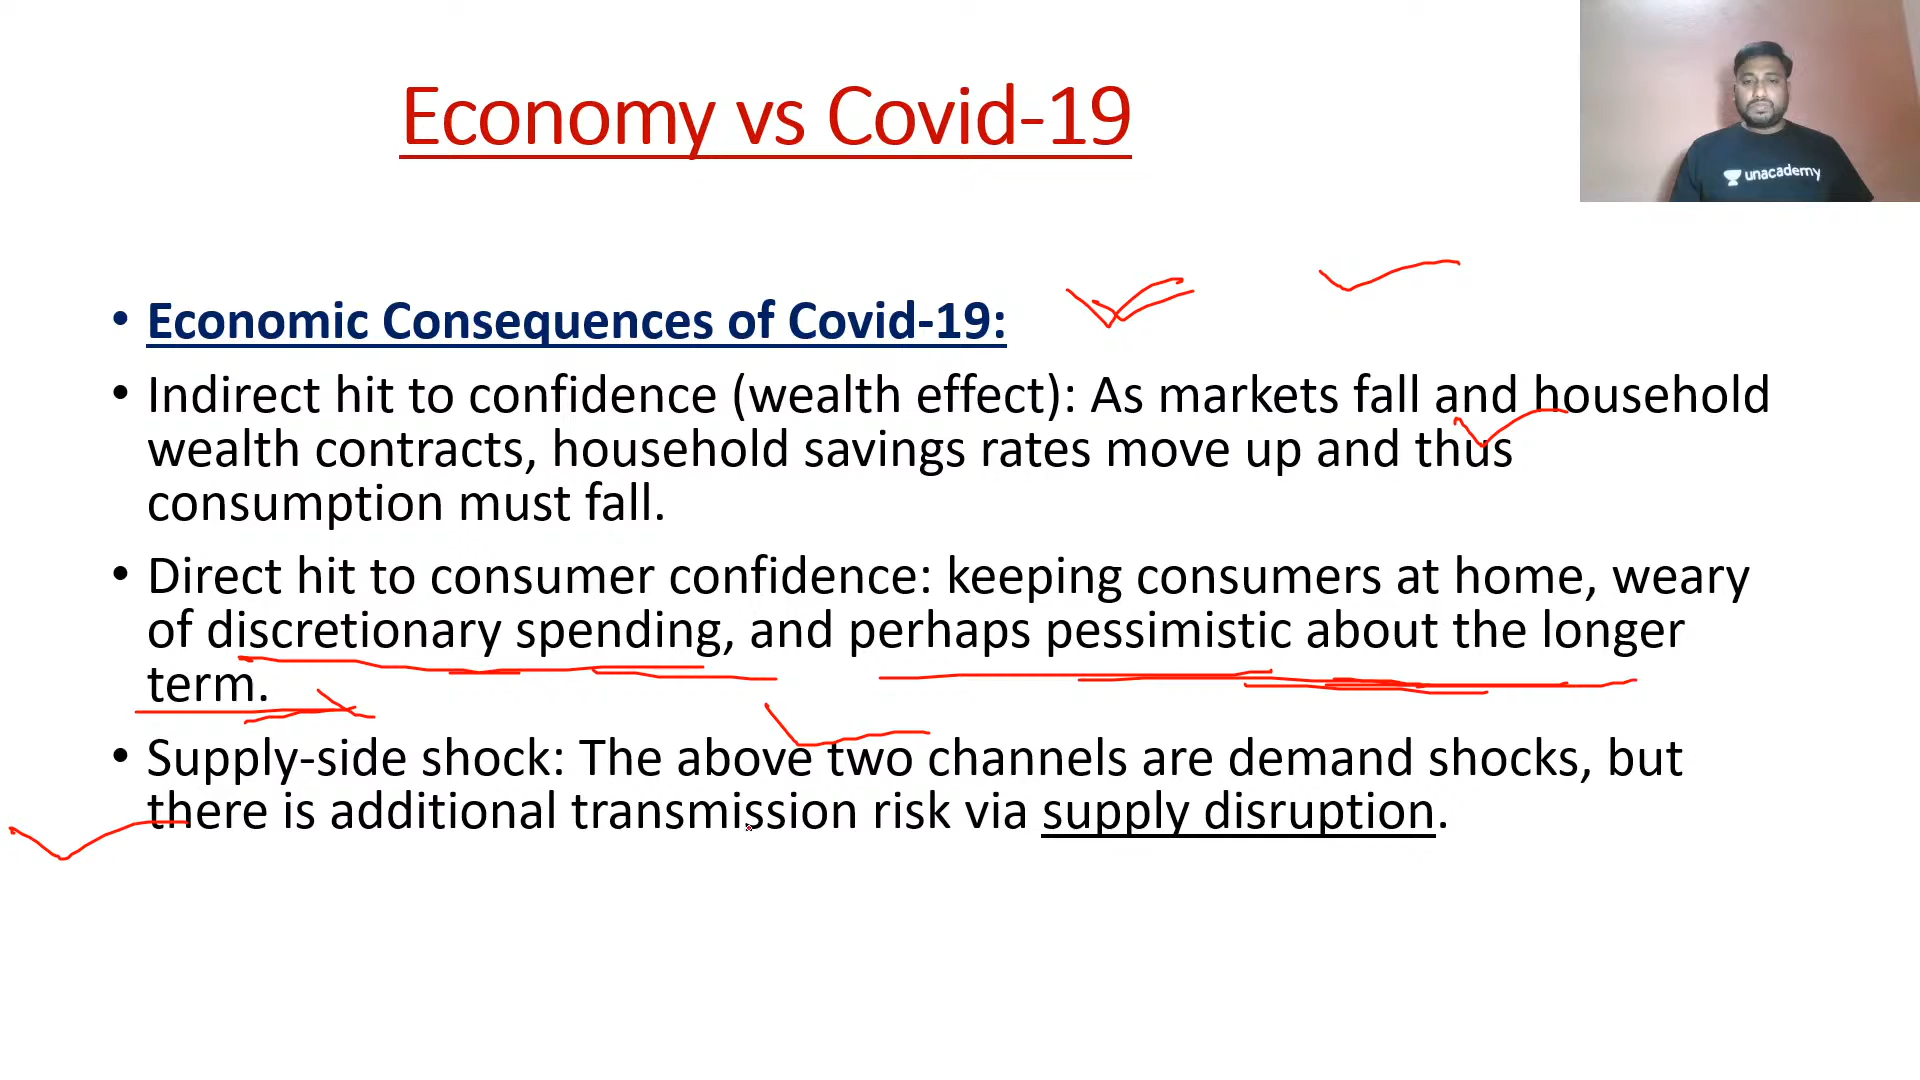 Economy vs Covid-19
unacademy
• Economic Consequences of Covid-19:
• Indirect hit to confidence (wealth effect): As markets fall and household
wealth contracts, household savings rates move up and thus
consumption must fall.
• Direct hit to consumer confidence: keeping consumers at home, weary
of discretionary spending, and perhaps pessimistic about the longer
term.
• Supply-side shock: The above two channels are demand shocks, but
there is additional transmission risk via supply disruption.